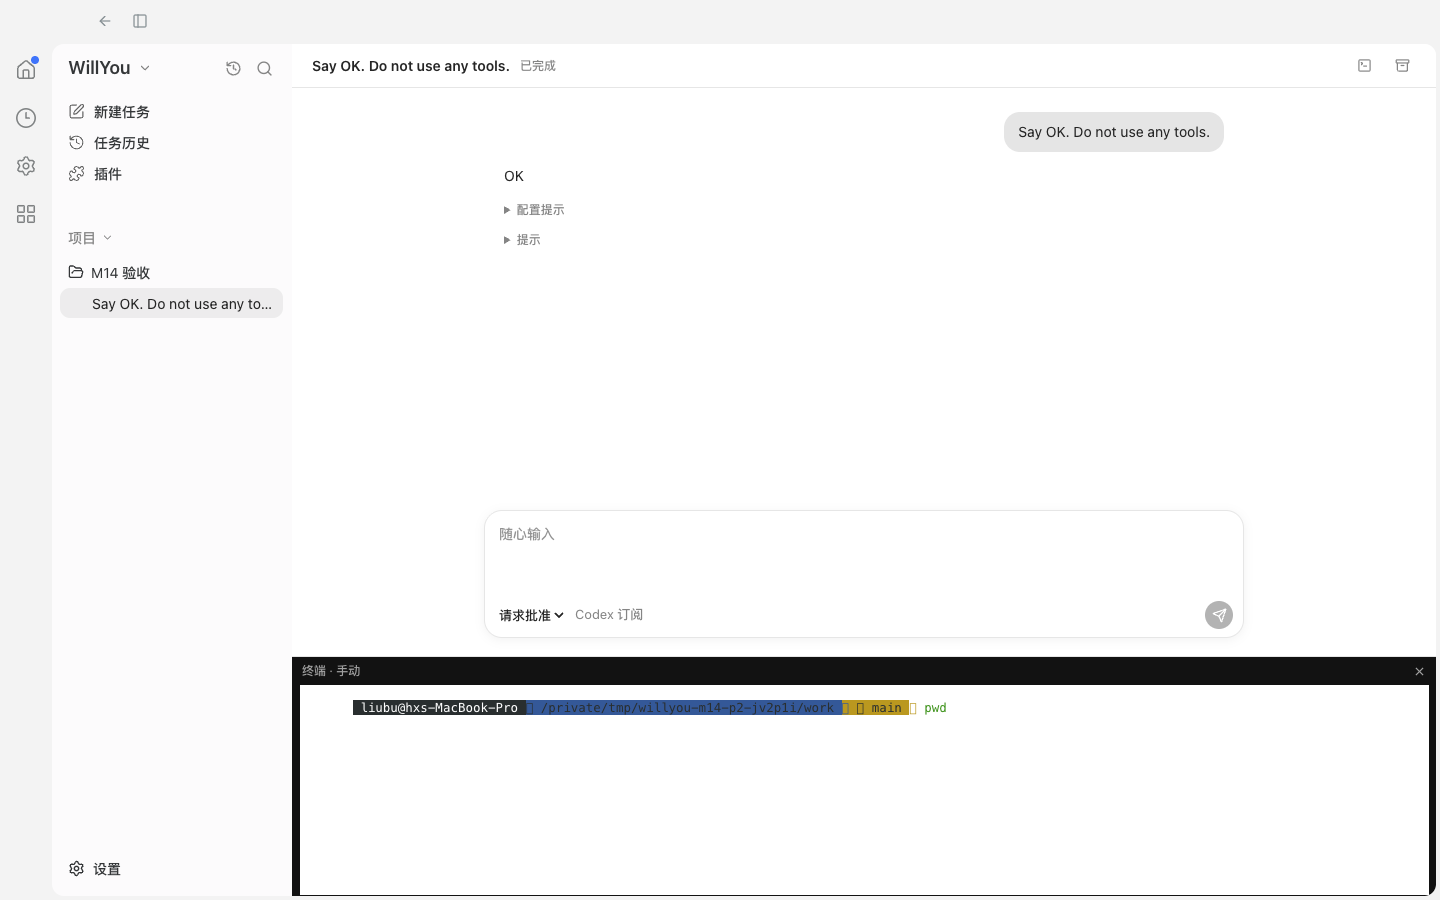 WillYou
新建任务
任务历史
插件
项目
M14 验收
Say OK. Do not use any to...
设置
Say OK. Do not use any tools. 已完成
Say OK. Do not use any tools.
OK
配置提示
提示
随心输入
请求批准 Codex 订阅
终端 · 手动
liubu@hxs-MacBook-Pro /private/tmp/willyou-m14-p2-jv2p1i/work main pwd